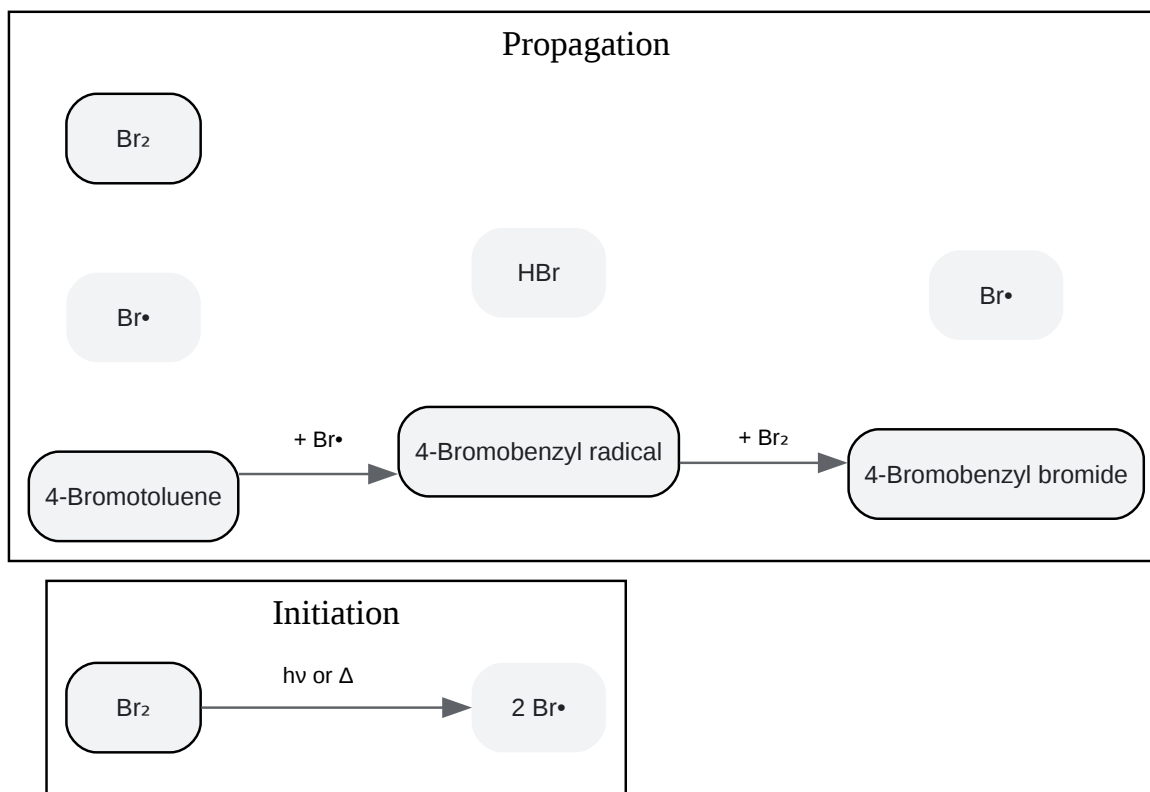 Propagation
Br₂
HBr
Br•
Br•
+ Br•
+ Br₂
4-Bromotoluene
4-Bromobenzyl radical
4-Bromobenzyl bromide
Initiation
hν or Δ
Br₂
2 Br•